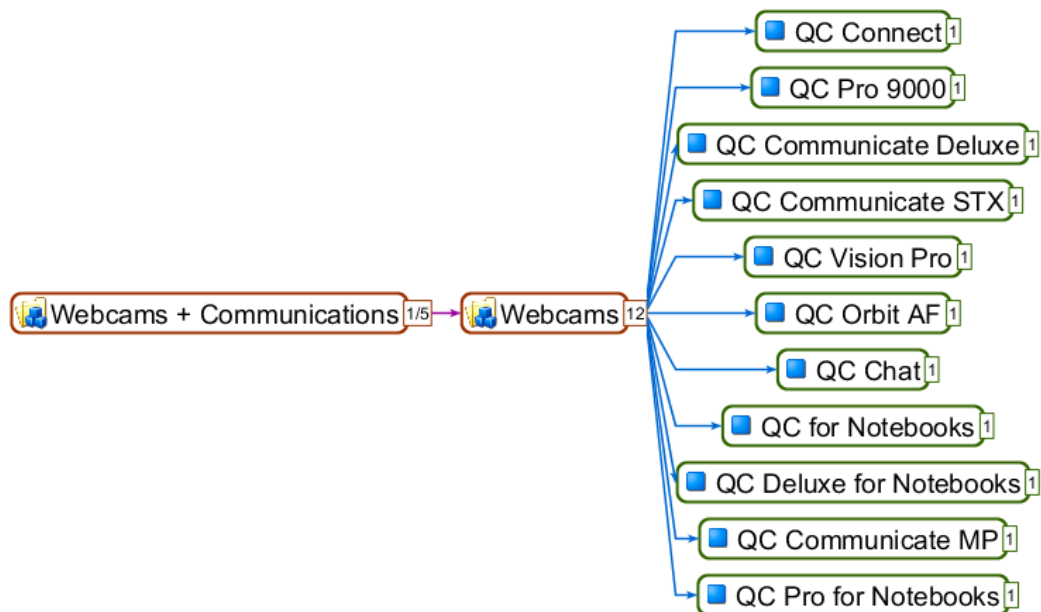 QC Connect 1
QC Pro 9000 1
QC Communicate Deluxe 1
QC Communicate STX 1
QC Vision Pro 1
Webcams + Communications 1/5
Webcams 12
QC Orbit AF 1
QC Chat 1
QC for Notebooks 1
QC Deluxe for Notebooks 1
QC Communicate MP 1
QC Pro for Notebooks 1